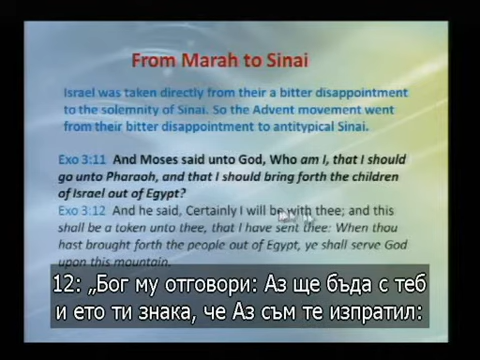 From Marah to Sinai
Israel was taken directly from their a bitter disappointment
to the solemnity of Sinai. So the Advent movement went
from their bitter disappointment to antitypical Sinai.
Exo 3:11 And Moses said unto God, Who am I, that I should
go unto Pharaoh, and that I should bring forth the children
of Israel out of Egypt?
Exo 3:12 And he said, Certainly I will be with thee; and this
shall be a token unto thee, that I have sent thee: When thou
hast brought forth the people out of Egypt, ye shall serve God
upon this mountain.
12: „Бог му отговори: Аз ще бъда с теб
и ето ти знака, че Аз съм те изпратил: